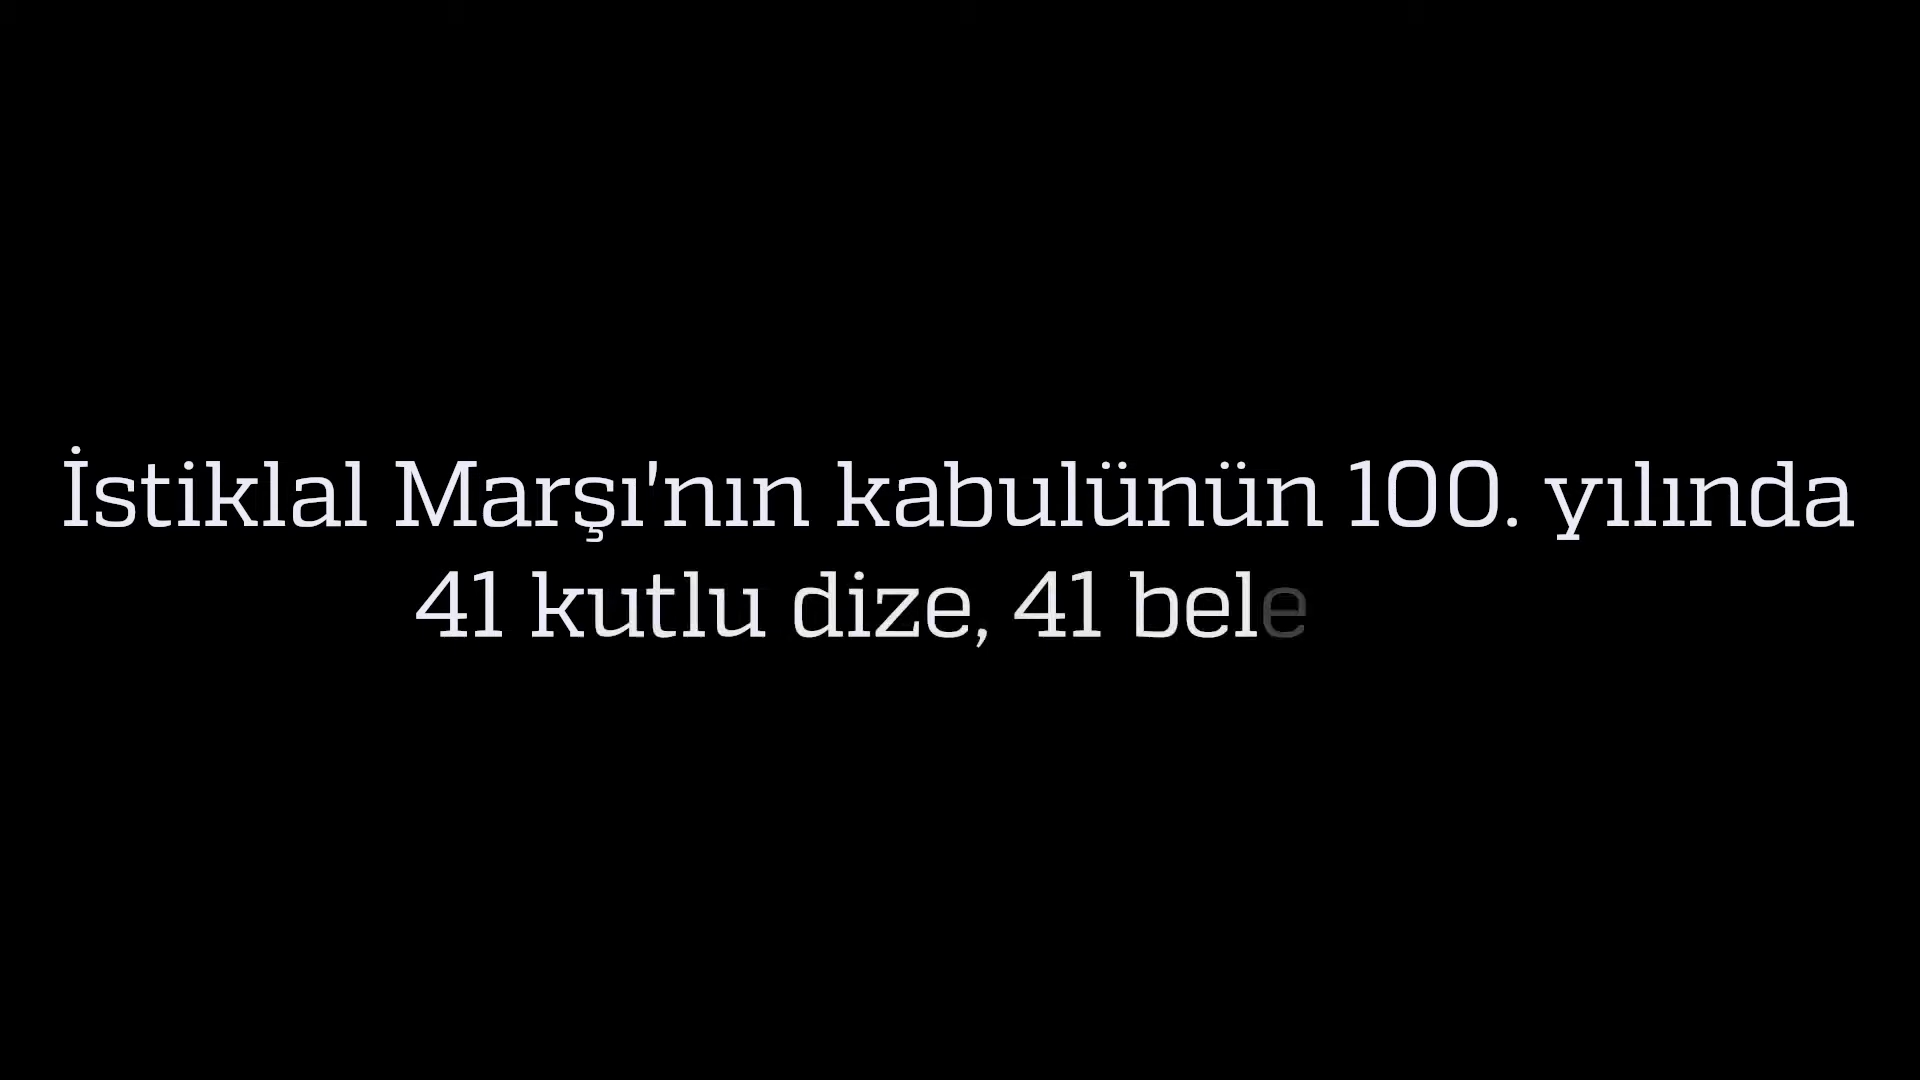 İstiklal Marşı'nın kabulünün 100. yılında
41 kutlu dize, 41 bele